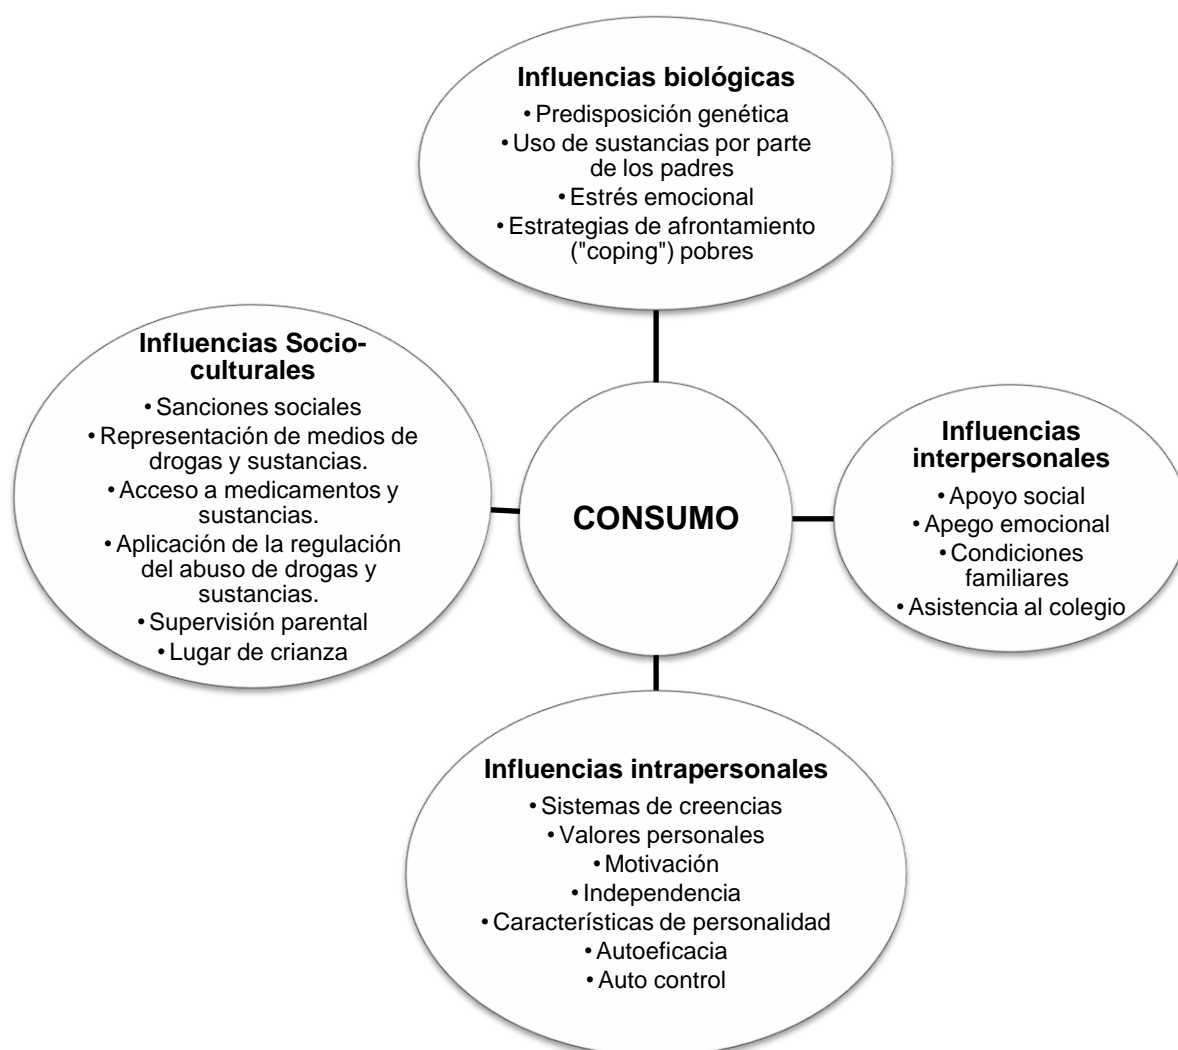 Influencias biológicas
• Predisposición genética
• Uso de sustancias por parte
de los padres
• Estrés emocional
• Estrategias de afrontamiento
("coping") pobres
Influencias Socio-
culturales
• Sanciones sociales
• Representación de medios de
drogas y sustancias.
• Acceso a medicamentos y
sustancias.
• Aplicación de la regulación
del abuso de drogas y
sustancias.
• Supervisión parental
• Lugar de crianza
CONSUMO
Influencias
interpersonales
• Apoyo social
• Apego emocional
• Condiciones
familiares
• Asistencia al colegio
Influencias intrapersonales
• Sistemas de creencias
• Valores personales
• Motivación
• Independencia
• Características de personalidad
• Autoeficacia
• Auto control